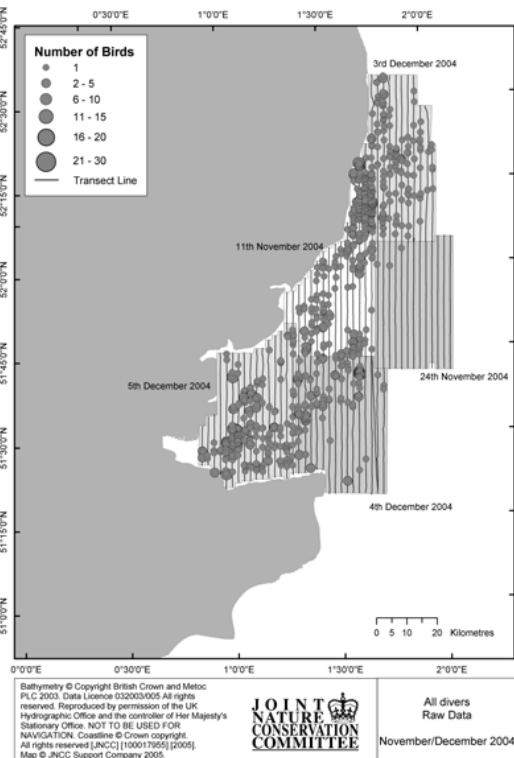 0°30'0"E 1°0'0"E 1°30'0"E 2°0'0"E
52°45'0"N
52°30'0"N
52°15'0"N
52°0'0"N
51°45'0"N
51°30'0"N
51°15'0"N
51°0'0"N
Number of Birds
1
2 - 5
6 - 10
11 - 15
16 - 20
21 - 30
Transect Line
3rd December 2004
11th November 2004
24th November 2004
5th December 2004
4th December 2004
0 5 10 20 Kilometres
0°0'0"E 0°30'0"E 1°0'0"E 1°30'0"E 2°0'0"E
Bathymetry © Copyright British Crown and Metoc
PLC 2003. Data Licence 032003/005 All rights
reserved. Reproduced by permission of the UK
Hydrographic Office and the controller of Her Majesty's
Stationary Office. NOT TO BE USED FOR
NAVIGATION. Coastline © Crown copyright.
All rights reserved [JNCC] [100017955] [2005].
Map © JNCC Support Company 2005.
JOINT
NATURE
CONSERVATION
COMMITTEE
All divers
Raw Data
November/December 2004